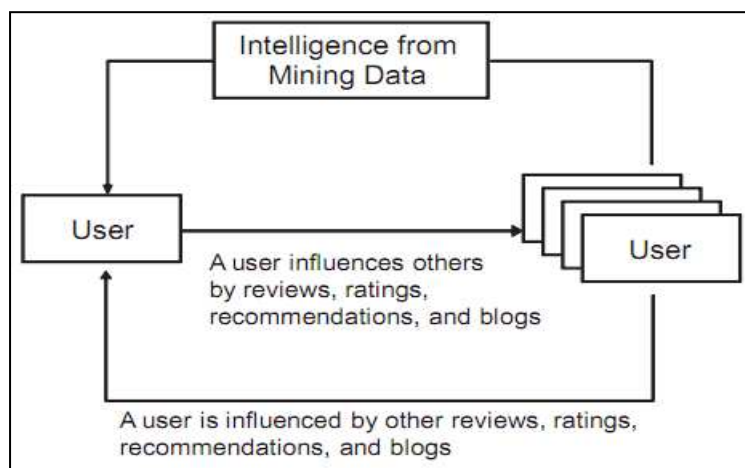 Intelligence from
Mining Data
User
User
A user influences others
by reviews, ratings,
recommendations, and blogs
A user is influenced by other reviews, ratings,
recommendations, and blogs